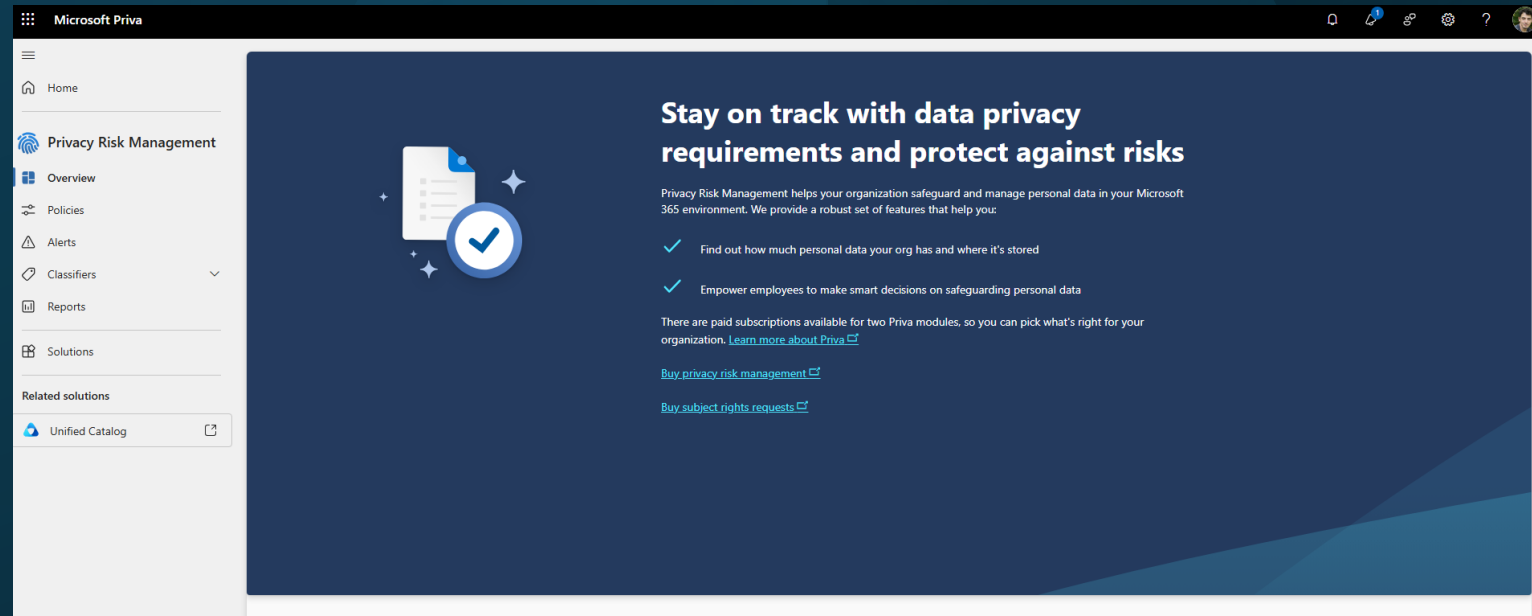 Microsoft Priva
1
Home
Privacy Risk Management
Overview
Policies
Alerts
Classifiers
Reports
Solutions
Related solutions
Unified Catalog
Stay on track with data privacy
requirements and protect against risks
Privacy Risk Management helps your organization safeguard and manage personal data in your Microsoft
365 environment. We provide a robust set of features that help you:
Find out how much personal data your org has and where it's stored
Empower employees to make smart decisions on safeguarding personal data
There are paid subscriptions available for two Priva modules, so you can pick what's right for your
organization. Learn more about Priva
Buy privacy risk management
Buy subject rights requests